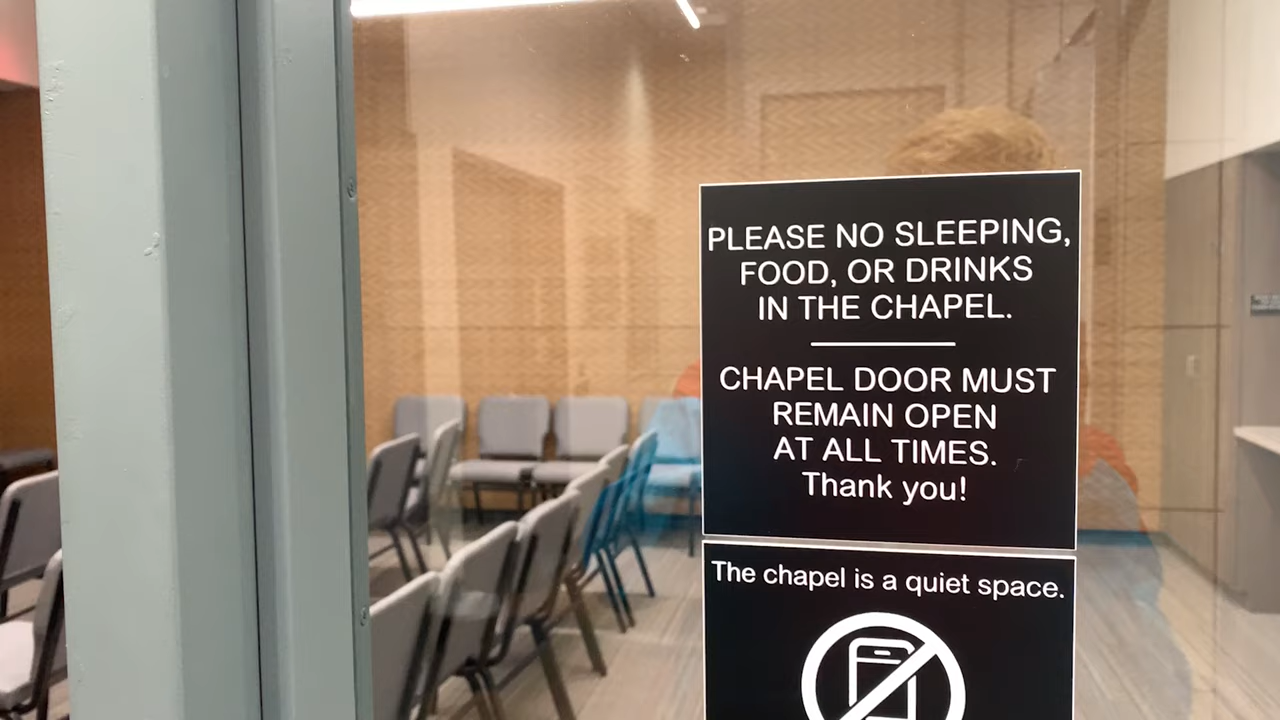 PLEASE NO SLEEPING,
FOOD, OR DRINKS
IN THE CHAPEL.
CHAPEL DOOR MUST
REMAIN OPEN
AT ALL TIMES.
Thank you!
The chapel is a quiet space.